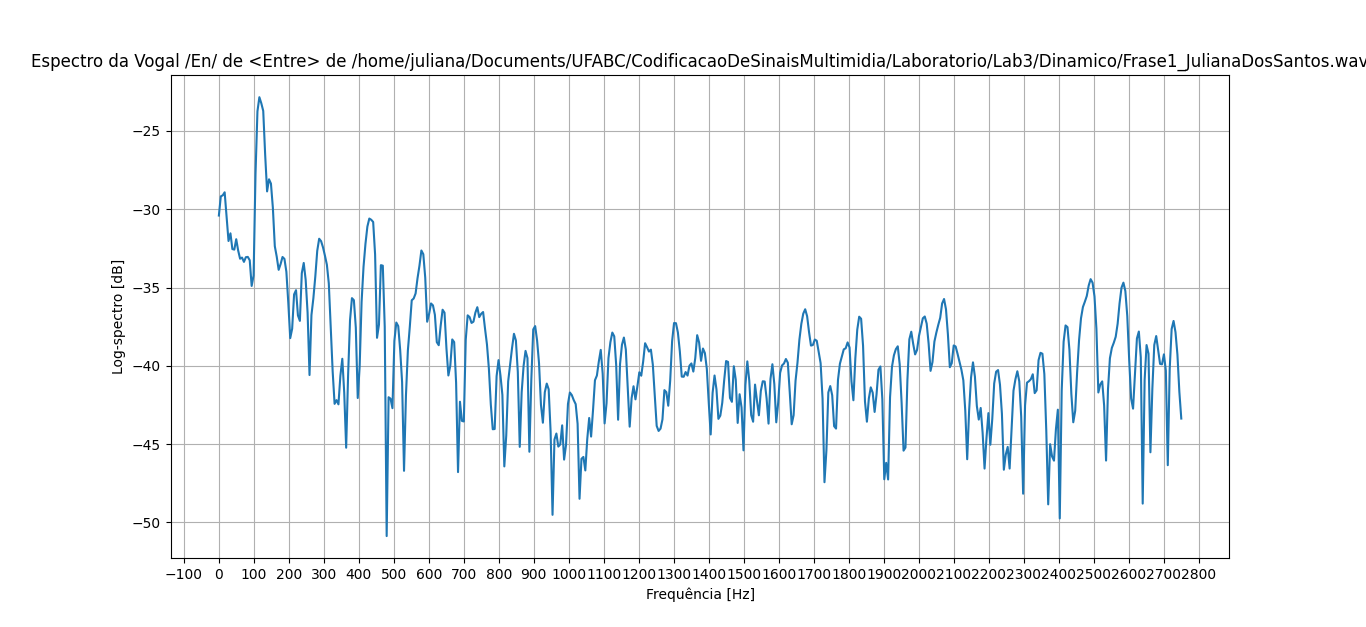 Espectro da Vogal /En/ de <Entre> de /home/juliana/Documents/UFABC/CodificacaoDeSinaisMultimidia/Laboratorio/Lab3/Dinamico/Frase1_JulianaDosSantos.wav
Log-spectro [dB]
−25
−30
−35
−40
−45
−50
−100 0 100 200 300 400 500 600 700 800 900 1000 1100 1200 1300 1400 1500 1600 1700 1800 1900 2000 2100 2200 2300 2400 2500 2600 2700 2800
Frequência [Hz]